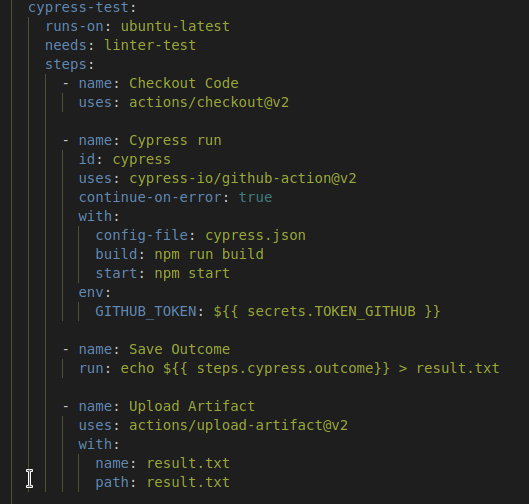 cypress-test:
runs-on: ubuntu-latest
needs: linter-test
steps:
- name: Checkout Code
uses: actions/checkout@v2
- name: Cypress run
id: cypress
uses: cypress-io/github-action@v2
continue-on-error: true
with:
config-file: cypress.json
build: npm run build
start: npm start
env:
GITHUB_TOKEN: ${{ secrets.TOKEN_GITHUB }}
- name: Save Outcome
run: echo ${{ steps.cypress.outcome}} > result.txt
- name: Upload Artifact
uses: actions/upload-artifact@v2
with:
name: result.txt
path: result.txt